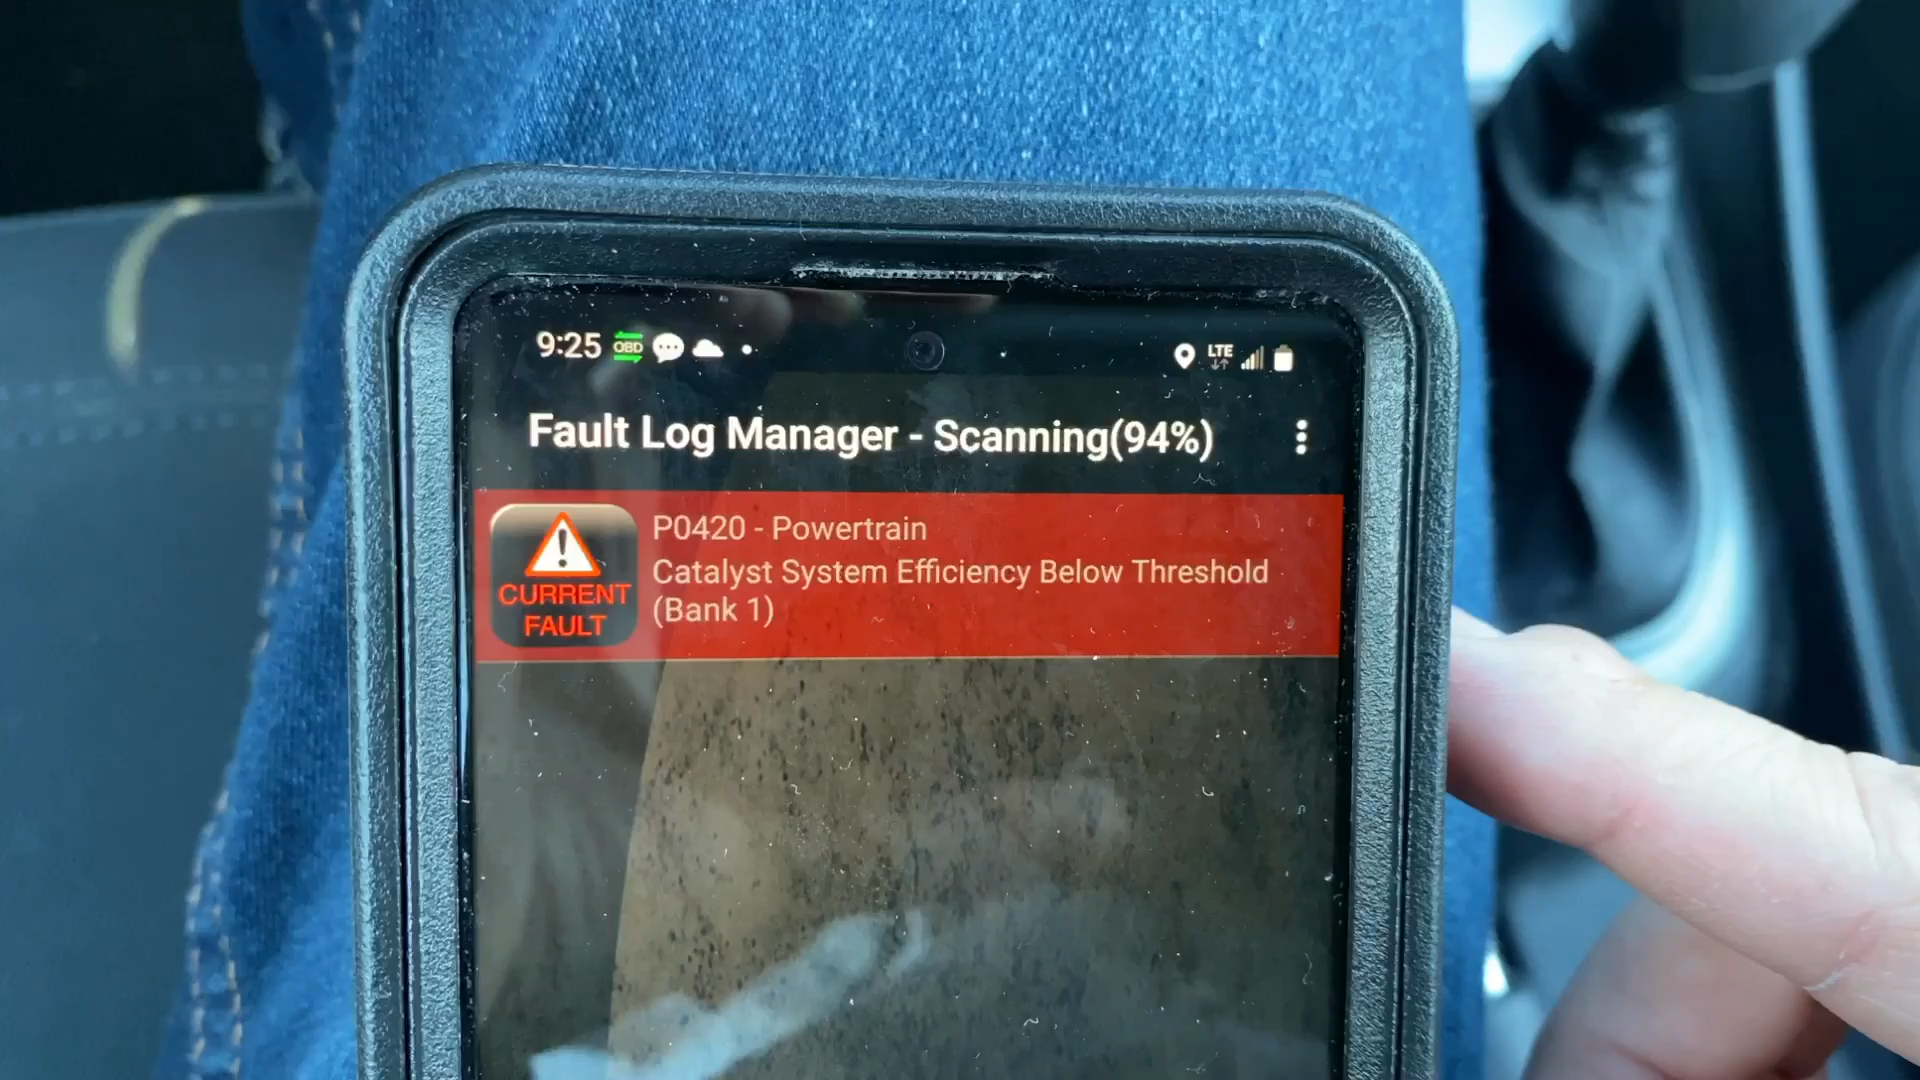 9:25 OBD LTE
Fault Log Manager - Scanning(94%)
CURRENT
FAULT
P0420 - Powertrain
Catalyst System Efficiency Below Threshold
(Bank 1)